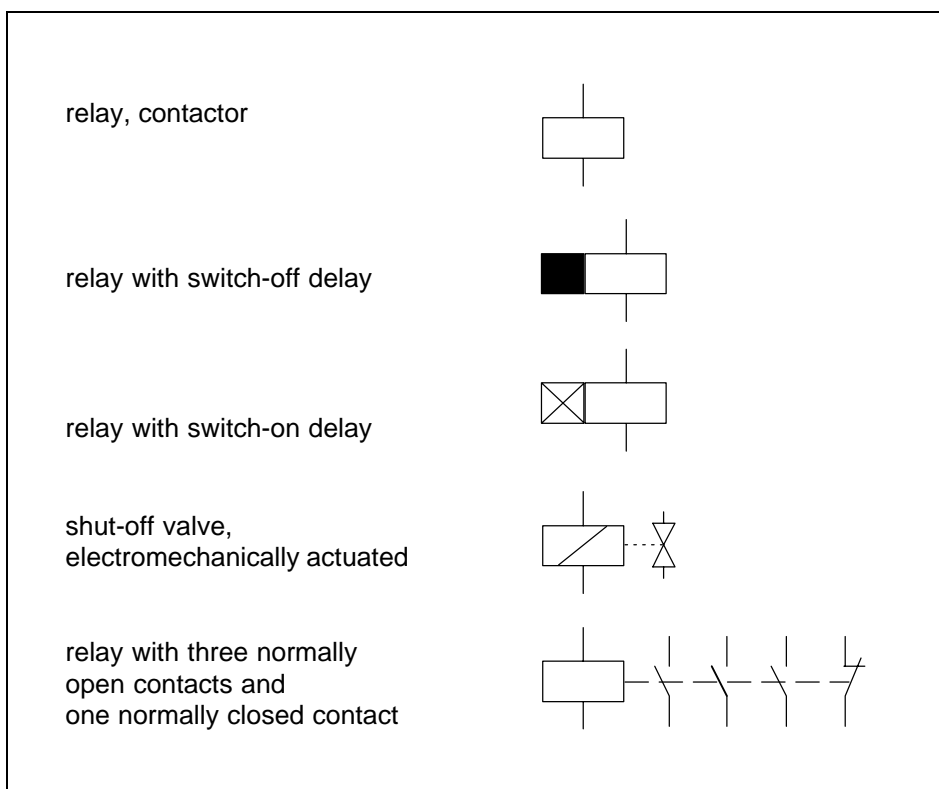 relay, contactor
relay with switch-off delay
relay with switch-on delay
shut-off valve,
electromechanically actuated
relay with three normally
open contacts and
one normally closed contact